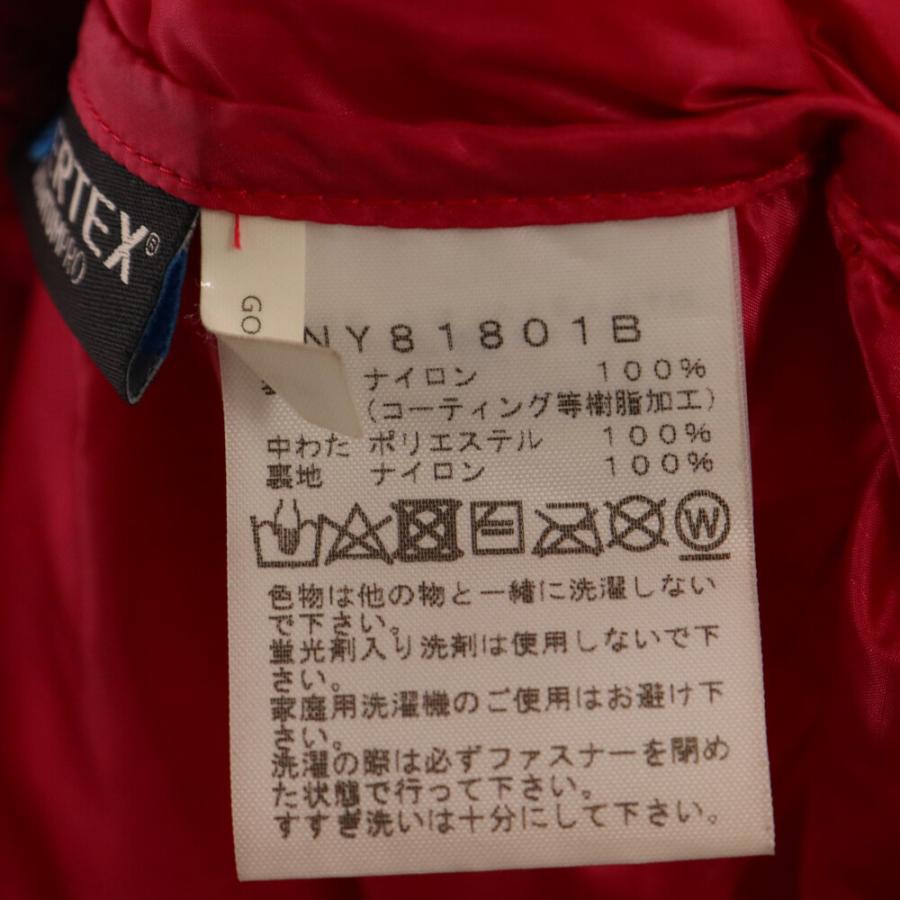 ERTEX®
GO
NY81801B
ナイロン 100%
(コーティング等樹脂加工)
中わた ポリエステル 100%
裏地 ナイロン 100%
W
色物は他の物と一緒に洗濯しない
で下さい。
蛍光剤入り洗剤は使用しないで下
さい。
家庭用洗濯機のご使用はお避け下
さい。
洗濯の際は必ずファスナーを閉め
た状態で行って下さい。
すすぎ洗いは十分にして下さい。